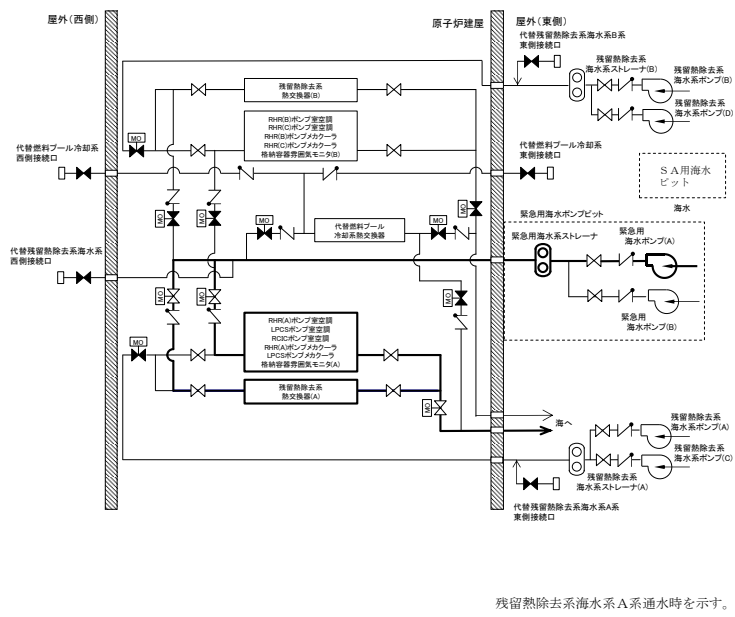 屋外(西側)
原子炉建屋
屋外(東側)
代替残留熱除去系海水系B系
東側接続口
残留熱除去系
海水系ストレーナ(B)
残留熱除去系
海水系ポンプ(B)
残留熱除去系
海水系ポンプ(D)
残留熱除去系
熱交換器(B)
RHR(B)ポンプ室空調
RHR(C)ポンプ室空調
RHR(B)ポンプメカクーラ
RHR(C)ポンプメカクーラ
格納容器雰囲気モニタ(B)
MO
代替燃料プール冷却系
西側接続口
代替燃料プール冷却系
東側接続口
SA用海水
ピット
海水
MO
MO
MO
MO
MO
代替燃料プール
冷却系熱交換器
緊急用海水ポンプピット
緊急用海水系ストレーナ
緊急用
海水ポンプ(A)
代替残留熱除去系海水系
西側接続口
MO
MO
MO
緊急用
海水ポンプ(B)
RHR(A)ポンプ室空調
LPCSポンプ室空調
RCICポンプ室空調
RHR(A)ポンプメカクーラ
LPCSポンプメカクーラ
格納容器雰囲気モニタ(A)
MO
残留熱除去系
熱交換器(A)
MO
海へ
残留熱除去系
海水系ポンプ(A)
残留熱除去系
海水系ポンプ(C)
残留熱除去系
海水系ストレーナ(A)
代替残留熱除去系海水系A系
東側接続口
残留熱除去系海水系A系通水時を示す。